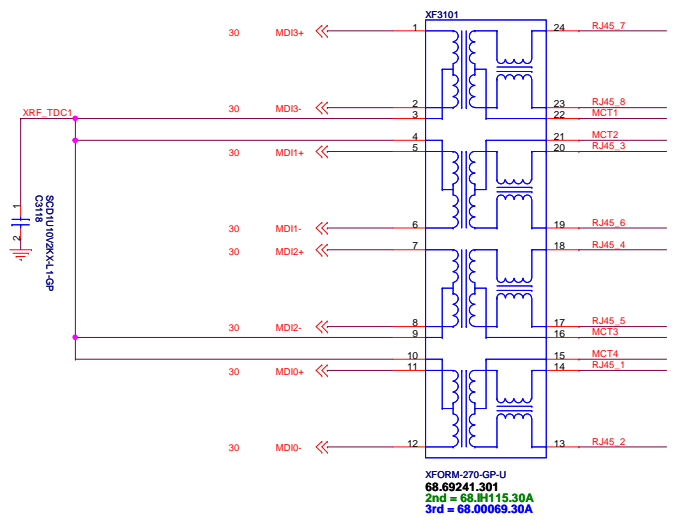 XF3101
30 MDI3+ 1 24 RJ45_7
30 MDI3- 2 23 RJ45_8
XRF_TDC1 3 22 MCT1
4 21 MCT2
30 MDI1+ 5 20 RJ45_3
30 MDI1- 6 19 RJ45_6
30 MDI2+ 7 18 RJ45_4
30 MDI2- 8 17 RJ45_5
9 16 MCT3
10 15 MCT4
30 MDI0+ 11 14 RJ45_1
30 MDI0- 12 13 RJ45_2
1
2
C3118
SCD1U10V2KX-L1-GP
XFORM-270-GP-U
68.69241.301
2nd = 68.IH115.30A
3rd = 68.00069.30A